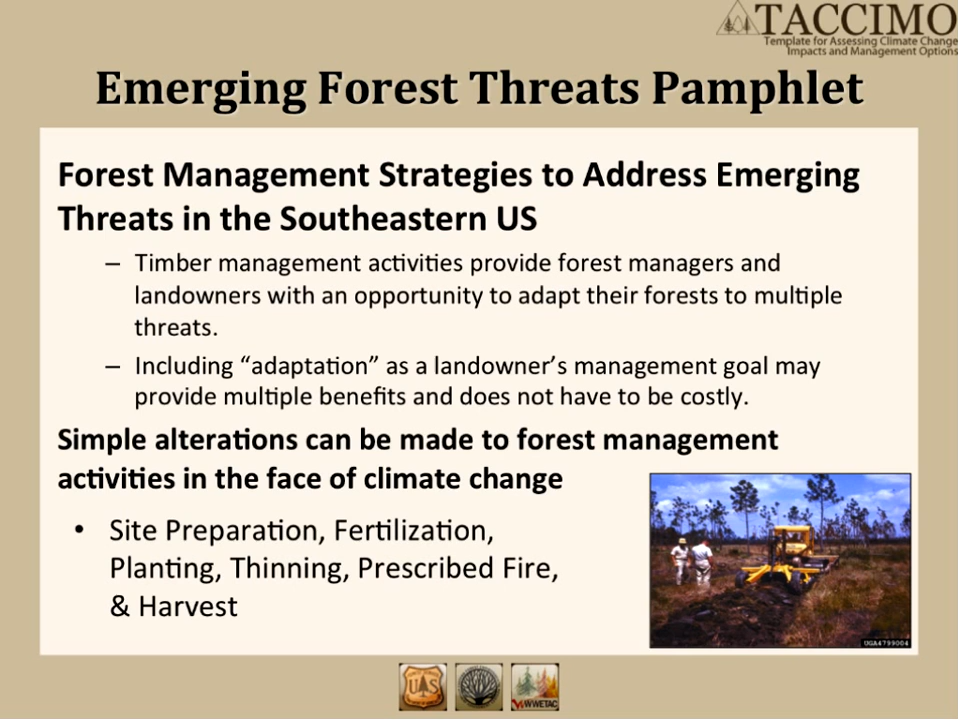 TACCIMO
Template for Assessing Climate Change
Impacts and Management Options
Emerging Forest Threats Pamphlet
Forest Management Strategies to Address Emerging
Threats in the Southeastern US
– Timber management activities provide forest managers and
landowners with an opportunity to adapt their forests to multiple
threats.
– Including “adaptation” as a landowner’s management goal may
provide multiple benefits and does not have to be costly.
Simple alterations can be made to forest management
activities in the face of climate change
• Site Preparation, Fertilization,
Planting, Thinning, Prescribed Fire,
& Harvest
UGA4799004
U S
WWETAC